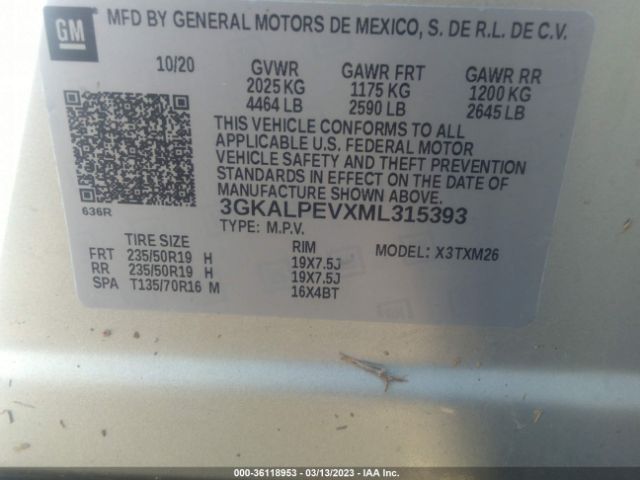 GM
MFD BY GENERAL MOTORS DE MEXICO, S. DE R.L. DE C.V.
10/20 GVWR GAWR FRT GAWR RR
2025 KG 1175 KG 1200 KG
4464 LB 2590 LB 2645 LB
THIS VEHICLE CONFORMS TO ALL
APPLICABLE U.S. FEDERAL MOTOR
VEHICLE SAFETY AND THEFT PREVENTION
STANDARDS IN EFFECT ON THE DATE OF
MANUFACTURE SHOWN ABOVE.
636R 3GKALPEVXML315393
TYPE: M.P.V.
TIRE SIZE RIM MODEL: X3TXM26
FRT 235/50R19 H 19X7.5J
RR 235/50R19 H 19X7.5J
SPA T135/70R16 M 16X4BT
000-36118953 — 03/13/2023 — IAA Inc.